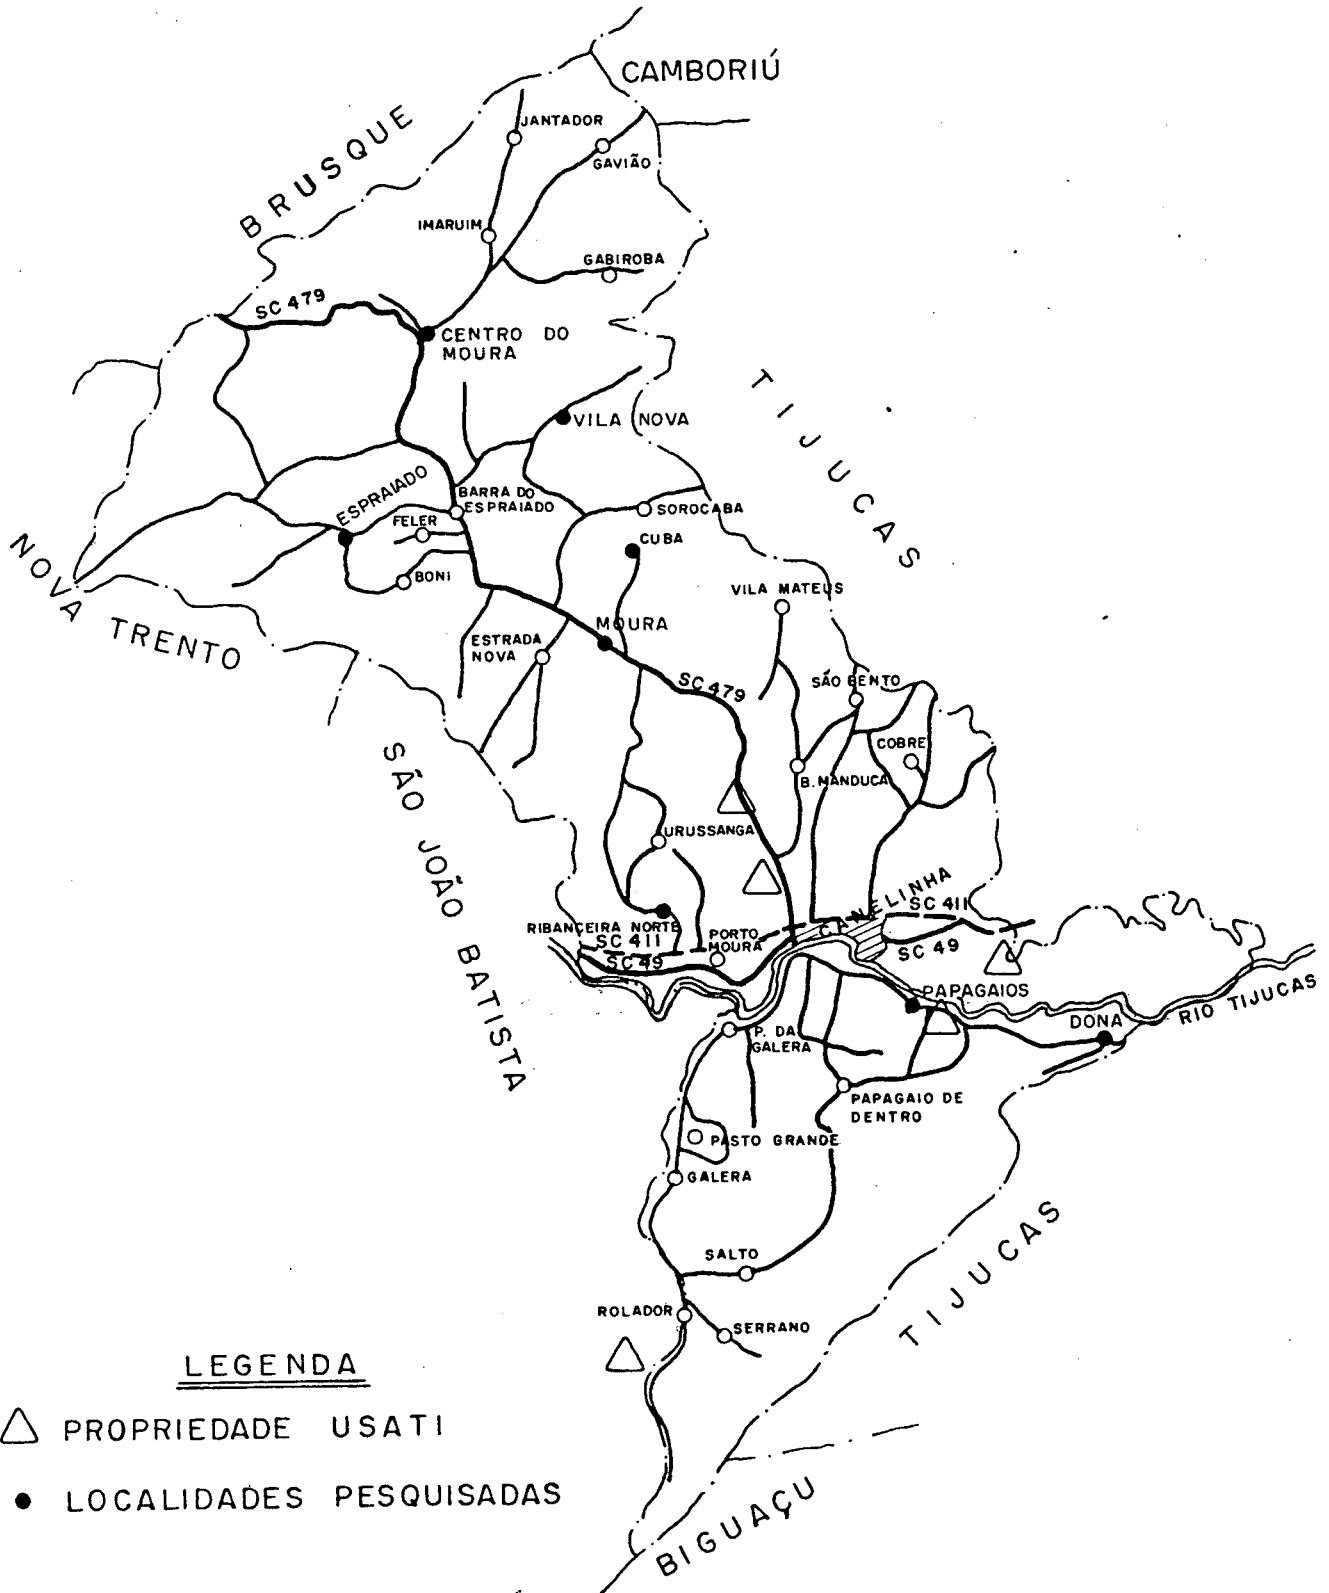 CAMBORIÚ
BRUSQUE
JANTADOR
GAVIÃO
IMARUIM
GABIROBA
SC 479
CENTRO DO
MOURA
TIJUCAS
VILA NOVA
ESPRAIADO
BARRA DO
ESPRAIADO
SOROCABA
FELER
CUBA
BONI
NOVA TRENTO
VILA MATEUS
MOURA
ESTRADA
NOVA
SC 479
SÃO BENTO
COBRE
B. MANDUCA
SÃO JOÃO BATISTA
URUSSANGA
CANELINHA
SC 411
RIBANCEIRA NORTE
PORTO
MOURA
SC 411
SC 49
SC 49
PAPAGAIOS
RIO TIJUCAS
DONA
P. DA
GALERA
PAPAGAIO DE
DENTRO
PASTO GRANDE
GALERA
TIJUCAS
SALTO
ROLADOR
SERRANO
LEGENDA
PROPRIEDADE USATI
LOCALIDADES PESQUISADAS
BIGUAÇU